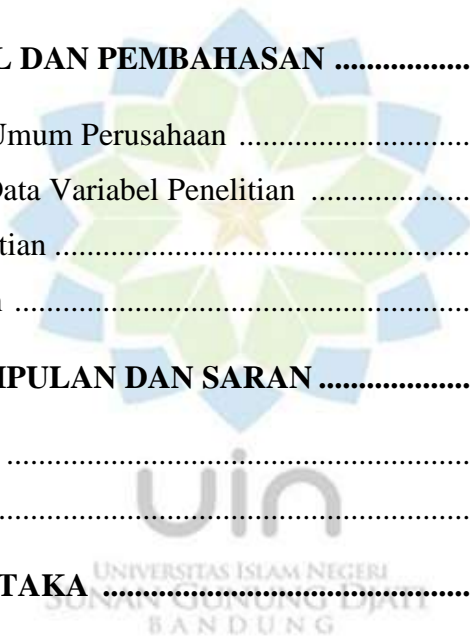 L DAN PEMBAHASAN ..................
Umum Perusahaan ..............................
Data Variabel Penelitian .....................
tian .....................................................
n ..........................................................
IPULAN DAN SARAN ....................
...........................................................
...........................................................
uin
UNIVERSITAS ISLAM NEGERI
TAKA ................................................
SUNAN GUNUNG DJATI
BANDUNG